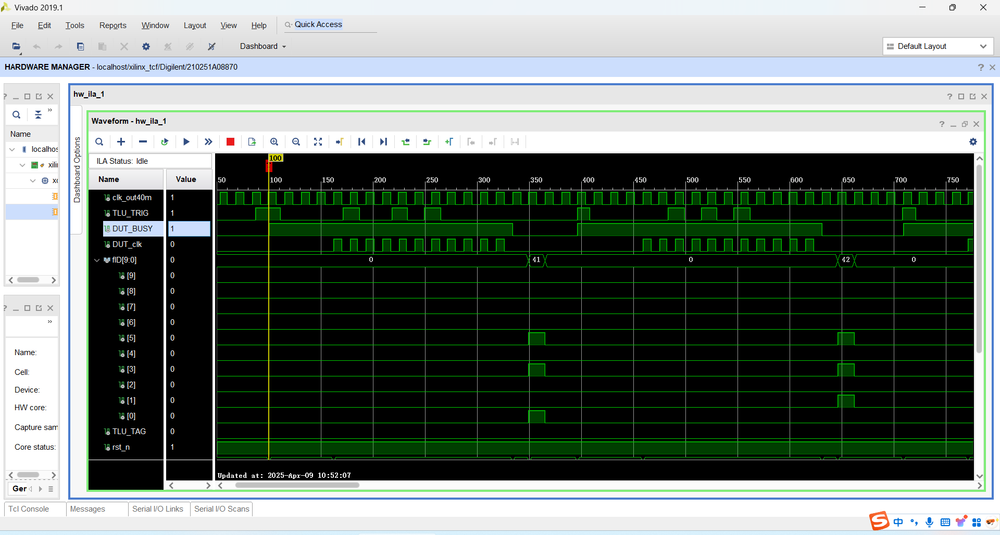 Vivado 2019.1
File Edit Tools Reports Window Layout View Help Quick Access
Dashboard Default Layout
HARDWARE MANAGER - localhost/xilinx_tcf/Digilent/210251A08870
hw_ila_1
Dashboard Options
Waveform - hw_ila_1
Name
localhos
xilin
xc
ILA Status: Idle
100
Name Value
50 100 150 200 250 300 350 400 450 500 550 600 650 700 750
clk_out40m 1
TLU_TRIG 1
DUT_BUSY 1
DUT_clk 0
fID[9:0] 0 0 41 0 42 0
[9] 0
[8] 0
[7] 0
[6] 0
[5] 0
[4] 0
[3] 0
[2] 0
[1] 0
[0] 0
TLU_TAG 0
rst_n 1
Updated at: 2025-Apr-09 10:52:07
Name:
Cell:
Device:
HW core:
Capture sam
Core status:
Ger
Tcl Console Messages Serial I/O Links Serial I/O Scans
中